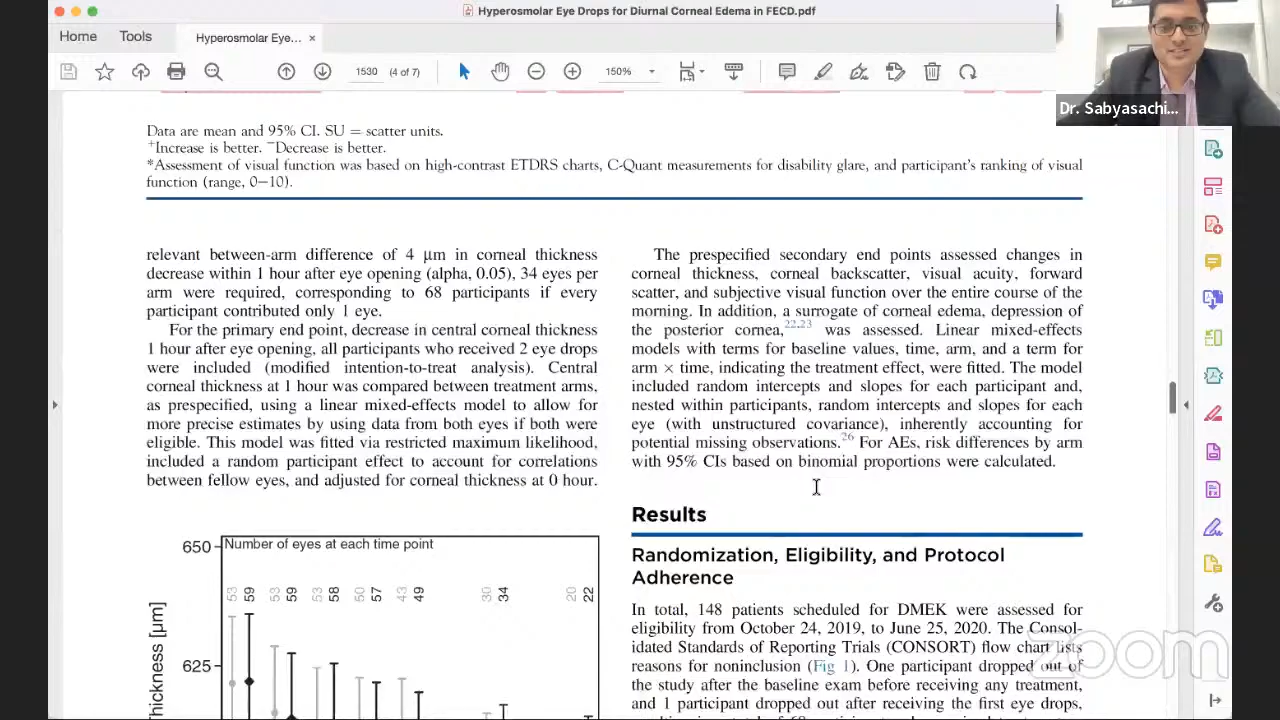 Hyperosmolar Eye Drops for Diurnal Corneal Edema in FECD.pdf
Home
Tools
Hyperosmolar Eye...
1530
(4 of 7)
150%
Dr. Sabyasachi...
Data are mean and 95% CI. SU = scatter units.
+Increase is better. −Decrease is better.
*Assessment of visual function was based on high-contrast ETDRS charts, C-Quant measurements for disability glare, and participant's ranking of visual
function (range, 0–10).
relevant between-arm difference of 4 μm in corneal thickness
decrease within 1 hour after eye opening (alpha, 0.05), 34 eyes per
arm were required, corresponding to 68 participants if every
participant contributed only 1 eye.
For the primary end point, decrease in central corneal thickness
1 hour after eye opening, all participants who received 2 eye drops
were included (modified intention-to-treat analysis). Central
corneal thickness at 1 hour was compared between treatment arms,
as prespecified, using a linear mixed-effects model to allow for
more precise estimates by using data from both eyes if both were
eligible. This model was fitted via restricted maximum likelihood,
included a random participant effect to account for correlations
between fellow eyes, and adjusted for corneal thickness at 0 hour.
650
Number of eyes at each time point
53 59 53 59 53 58 50 57 43 49 30 34 20 22
625
Thickness [μm]
The prespecified secondary end points assessed changes in
corneal thickness, corneal backscatter, visual acuity, forward
scatter, and subjective visual function over the entire course of the
morning. In addition, a surrogate of corneal edema, depression of
the posterior cornea,22,23 was assessed. Linear mixed-effects
models with terms for baseline values, time, arm, and a term for
arm × time, indicating the treatment effect, were fitted. The model
included random intercepts and slopes for each participant and,
nested within participants, random intercepts and slopes for each
eye (with unstructured covariance), inherently accounting for
potential missing observations.26 For AEs, risk differences by arm
with 95% CIs based on binomial proportions were calculated.
Results
Randomization, Eligibility, and Protocol
Adherence
In total, 148 patients scheduled for DMEK were assessed for
eligibility from October 24, 2019, to June 25, 2020. The Consol-
idated Standards of Reporting Trials (CONSORT) flow chart lists
reasons for noninclusion (Fig 1). One participant dropped out of
the study after the baseline exam before receiving any treatment,
and 1 participant dropped out after receiving the first eye drops,
zoom